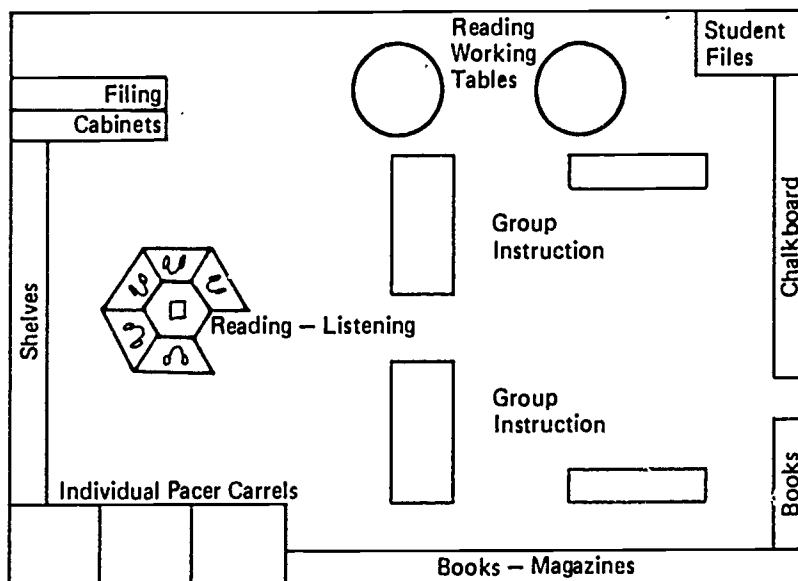 Reading
Working
Tables
Student
Files
Filing
Cabinets
Shelves
Group
Instruction
Chalkboard
Reading — Listening
Group
Instruction
Books
Individual Pacer Carrels
Books — Magazines